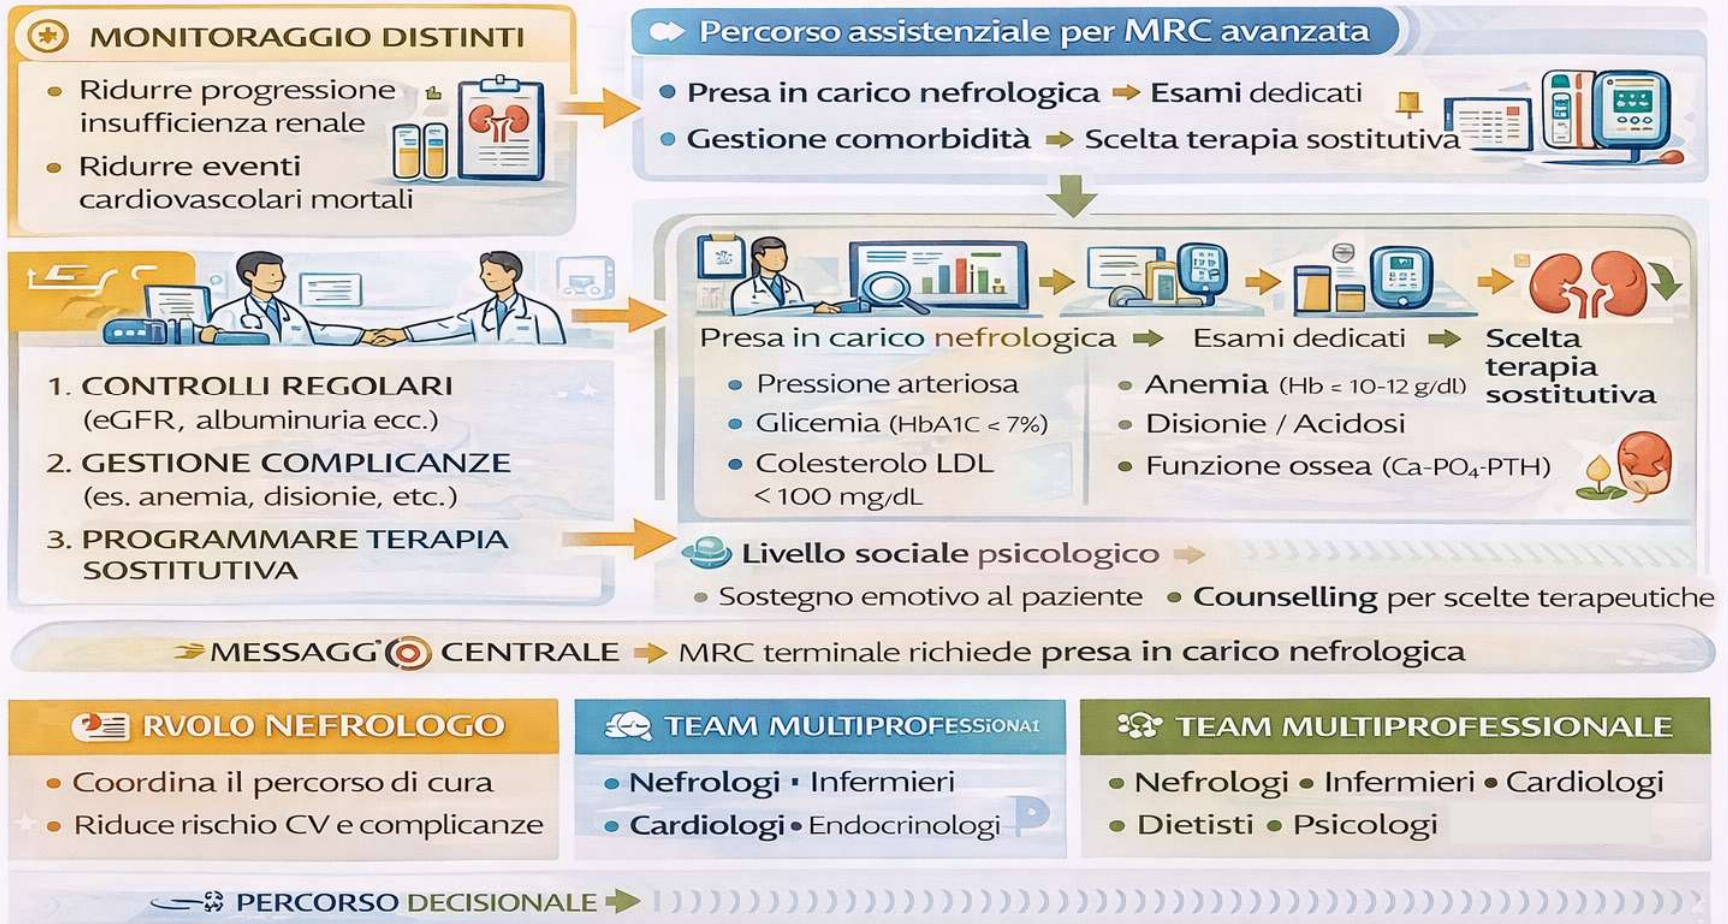 MONITORAGGIO DISTINTI
• Ridurre progressione
insufficienza renale
• Ridurre eventi
cardiovascolari mortali
Percorso assistenziale per MRC avanzata
• Presa in carico nefrologica → Esami dedicati
• Gestione comorbidità → Scelta terapia sostitutiva
1. CONTROLLI REGOLARI
(eGFR, albuminuria ecc.)
2. GESTIONE COMPLICANZE
(es. anemia, disionie, etc.)
3. PROGRAMMARE TERAPIA
SOSTITUTIVA
Presa in carico nefrologica → Esami dedicati → Scelta
terapia
sostitutiva
• Pressione arteriosa
• Glicemia (HbA1C < 7%)
• Colesterolo LDL
< 100 mg/dL
• Anemia (Hb = 10-12 g/dl)
• Disionie / Acidosi
• Funzione ossea (Ca-PO₄-PTH)
Livello sociale psicologico →
• Sostegno emotivo al paziente • Counselling per scelte terapeutiche
MESSAGG'O CENTRALE → MRC terminale richiede presa in carico nefrologica
RVOLO NEFROLOGO
• Coordina il percorso di cura
• Riduce rischio CV e complicanze
TEAM MULTIPROFESSIONAI
• Nefrologi • Infermieri
• Cardiologi • Endocrinologi
TEAM MULTIPROFESSIONALE
• Nefrologi • Infermieri • Cardiologi
• Dietisti • Psicologi
PERCORSO DECISIONALE →